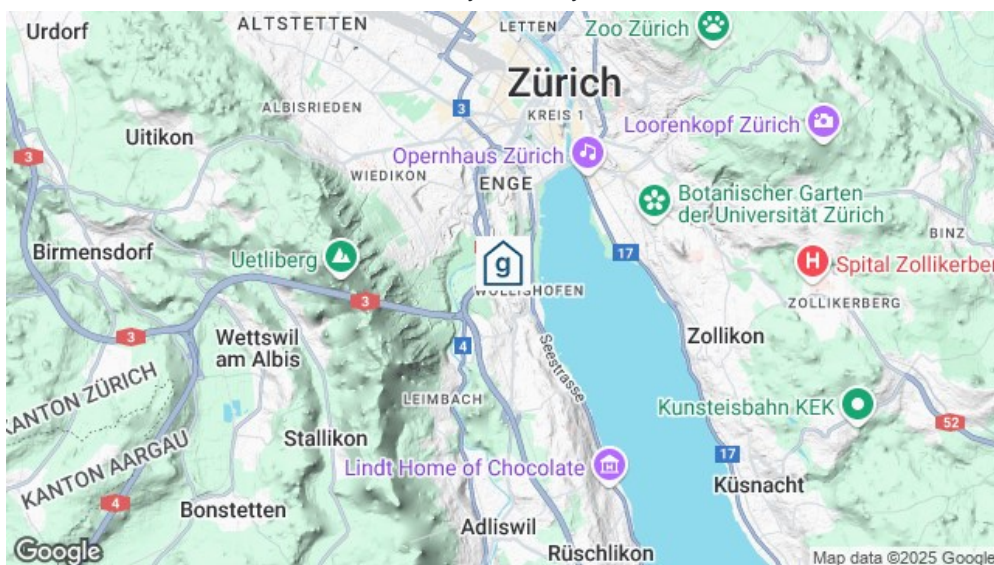 Urdorf
ALTSTETTEN
LETTEN
Zoo Zürich
Zürich
3
ALBISRIEDEN
KREIS 1
Loorenkopf Zürich
Uitikon
3
Opernhaus Zürich
WIEDIKON
ENGE
Botanischer Garten
der Universität Zürich
BINZ
Birmensdorf
Uetliberg
g
17
H
Spital Zollikerber
WOLLISHOFEN
3
ZOLLIKERBERG
3
Wettswil
am Albis
4
Zollikon
Seestrasse
KANTON ZÜRICH
LEIMBACH
Kunsteisbahn KEK
52
KANTON AARGAU
Stallikon
Lindt Home of Chocolate
17
Küsnacht
4
Bonstetten
Adliswil
Rüschlikon
Google
Map data ©2025 Google